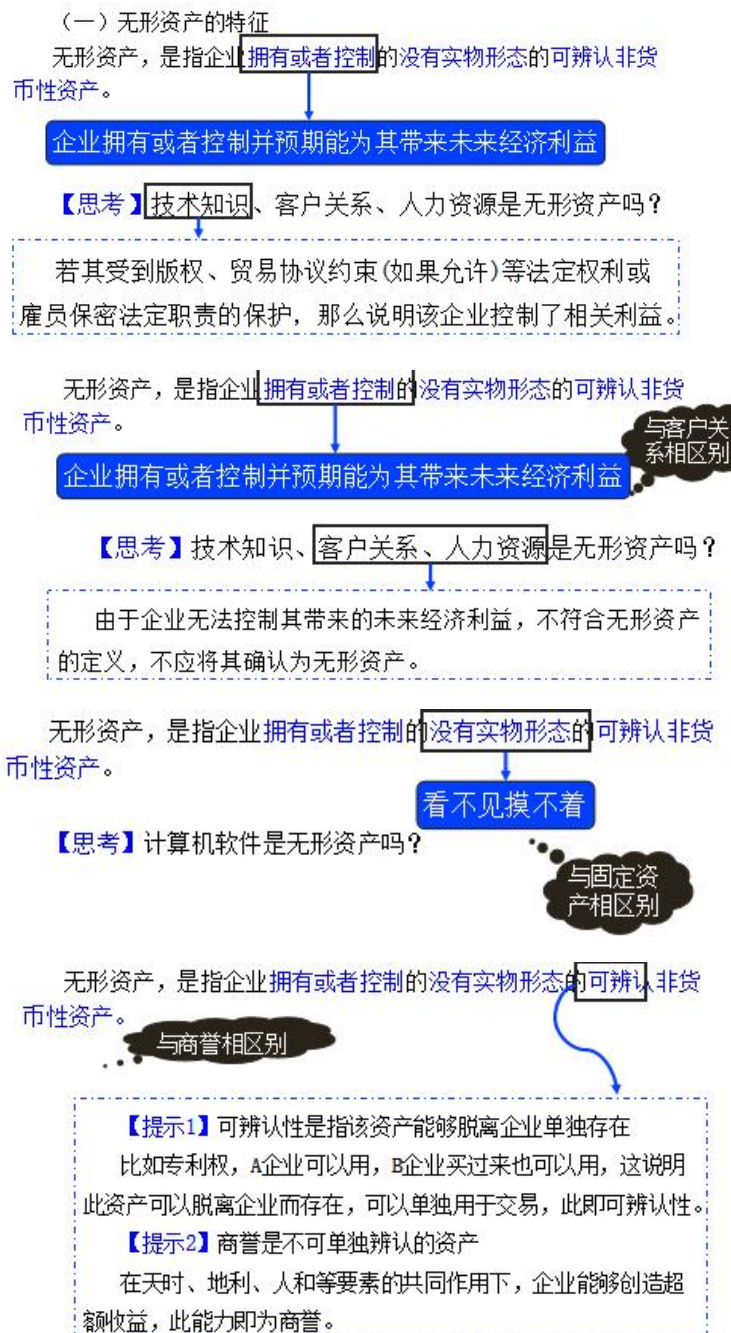 （一）无形资产的特征
无形资产，是指企业拥有或者控制的没有实物形态的可辨认非货
币性资产。
企业拥有或者控制并预期能为其带来未来经济利益
【思考】技术知识、客户关系、人力资源是无形资产吗？
若其受到版权、贸易协议约束(如果允许)等法定权利或
雇员保密法定职责的保护，那么说明该企业控制了相关利益。
无形资产，是指企业拥有或者控制的没有实物形态的可辨认非货
币性资产。
与客户关
系相区别
企业拥有或者控制并预期能为其带来未来经济利益
【思考】技术知识、客户关系、人力资源是无形资产吗？
由于企业无法控制其带来的未来经济利益，不符合无形资产
的定义，不应将其确认为无形资产。
无形资产，是指企业拥有或者控制的没有实物形态的可辨认非货
币性资产。
看不见摸不着
【思考】计算机软件是无形资产吗？
与固定资
产相区别
无形资产，是指企业拥有或者控制的没有实物形态的可辨认非货
币性资产。
与商誉相区别
【提示1】可辨认性是指该资产能够脱离企业单独存在
比如专利权，A企业可以用，B企业买过来也可以用，这说明
此资产可以脱离企业而存在，可以单独用于交易，此即可辨认性。
【提示2】商誉是不可单独辨认的资产
在天时、地利、人和等要素的共同作用下，企业能够创造超
额收益，此能力即为商誉。